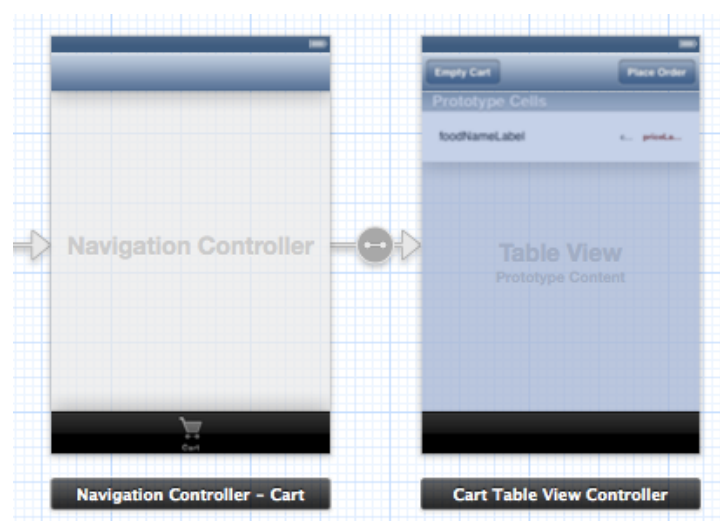 Empty Cart
Place Order
Prototype Cells
foodNameLabel
c... priceLa...
Navigation Controller
Table View
Prototype Content
Cart
Navigation Controller – Cart
Cart Table View Controller